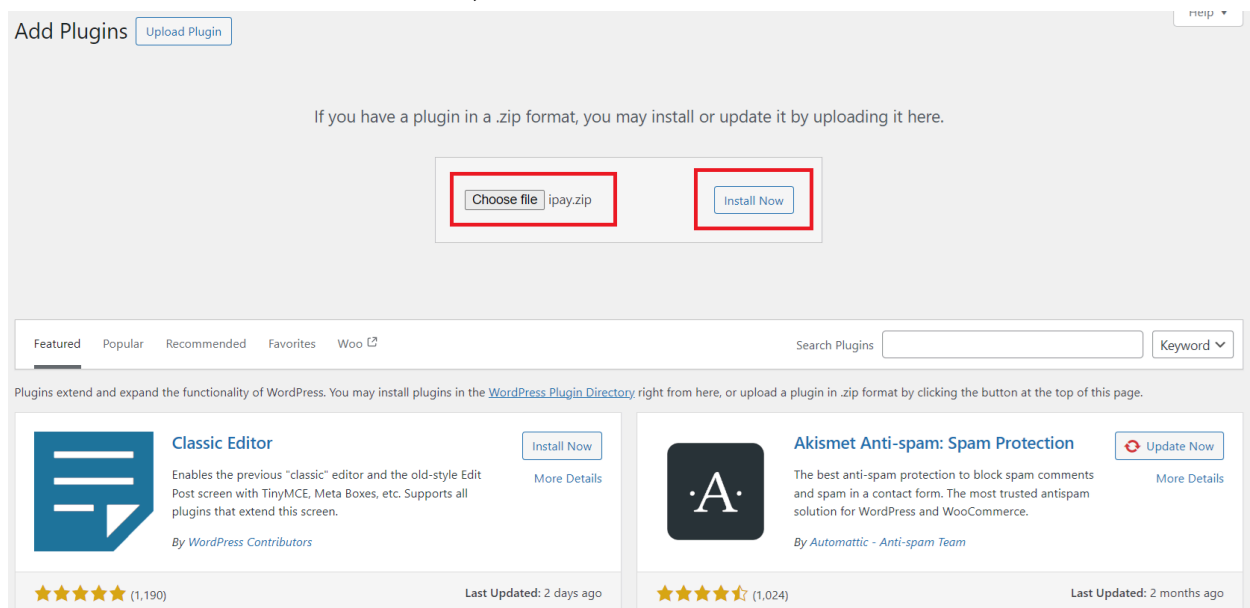 Help
Add Plugins Upload Plugin
If you have a plugin in a .zip format, you may install or update it by uploading it here.
Choose file ipay.zip Install Now
Featured Popular Recommended Favorites Woo Search Plugins Keyword
Plugins extend and expand the functionality of WordPress. You may install plugins in the WordPress Plugin Directory right from here, or upload a plugin in .zip format by clicking the button at the top of this page.
Classic Editor
Install Now
Enables the previous "classic" editor and the old-style Edit
Post screen with TinyMCE, Meta Boxes, etc. Supports all
plugins that extend this screen.
More Details
By WordPress Contributors
(1,190)
Last Updated: 2 days ago
·A·
Akismet Anti-spam: Spam Protection
Update Now
The best anti-spam protection to block spam comments
and spam in a contact form. The most trusted antispam
solution for WordPress and WooCommerce.
More Details
By Automattic - Anti-spam Team
(1,024)
Last Updated: 2 months ago